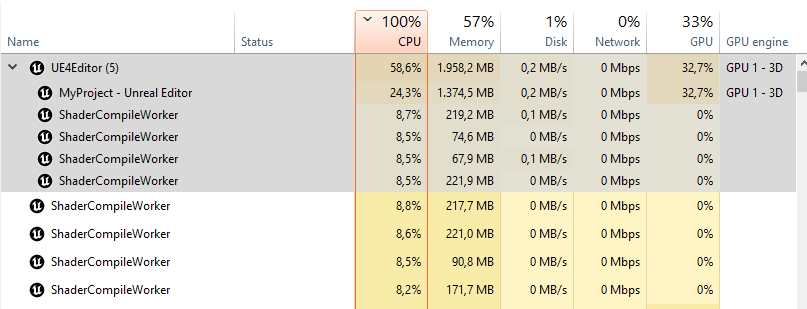 100% 57% 1% 0% 33%
Name Status CPU Memory Disk Network GPU GPU engine
UE4Editor (5) 58,6% 1.958,2 MB 0,2 MB/s 0 Mbps 32,7% GPU 1 - 3D
MyProject - Unreal Editor 24,3% 1.374,5 MB 0,2 MB/s 0 Mbps 32,7% GPU 1 - 3D
ShaderCompileWorker 8,7% 219,2 MB 0,1 MB/s 0 Mbps 0%
ShaderCompileWorker 8,5% 74,6 MB 0 MB/s 0 Mbps 0%
ShaderCompileWorker 8,5% 67,9 MB 0,1 MB/s 0 Mbps 0%
ShaderCompileWorker 8,5% 221,9 MB 0 MB/s 0 Mbps 0%
ShaderCompileWorker 8,8% 217,7 MB 0 MB/s 0 Mbps 0%
ShaderCompileWorker 8,6% 221,0 MB 0 MB/s 0 Mbps 0%
ShaderCompileWorker 8,5% 90,8 MB 0 MB/s 0 Mbps 0%
ShaderCompileWorker 8,2% 171,7 MB 0 MB/s 0 Mbps 0%